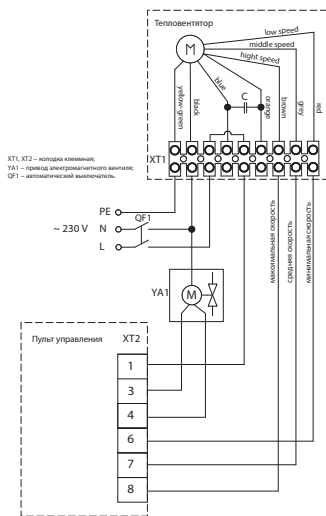 Тепловентор
low speed
middle speed
hight speed
M
yellow-green
black
blue
C
orange
brown
grey
red
XT1
XT1, XT2 – колодка клеммная;
YA1 – привод электромагнитного вентиля;
QF1 – автоматический выключатель.
PE
~ 230 V
N
QF1
L
максимальная скорость
средняя скорость
минимальная скорость
YA1
M
Пульт управления
XT2
1
3
4
6
7
8